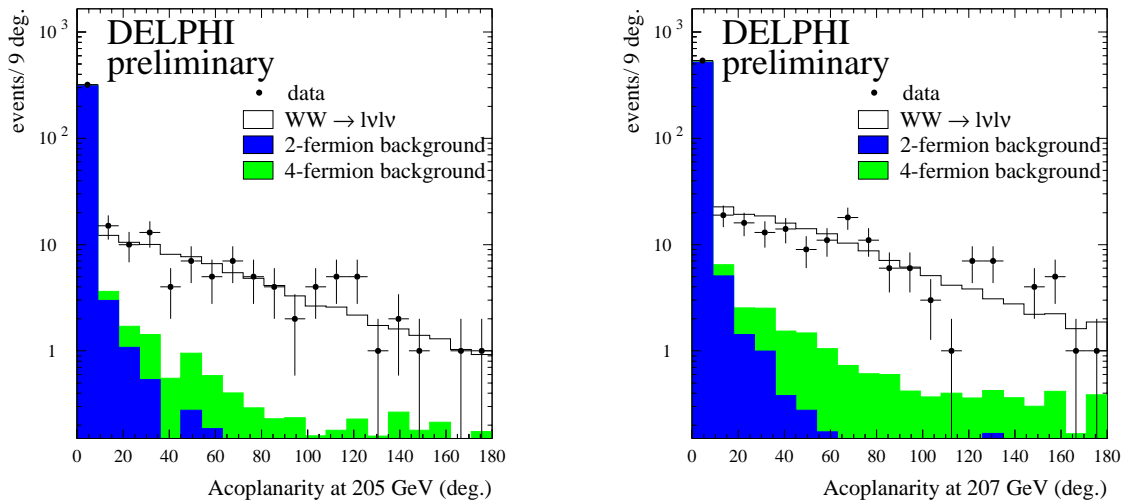 DELPHI
preliminary
data
WW → lνlν
2-fermion background
4-fermion background
events/ 9 deg.
10³
10²
10
1
0 20 40 60 80 100 120 140 160 180
Acoplanarity at 205 GeV (deg.)
DELPHI
preliminary
data
WW → lνlν
2-fermion background
4-fermion background
events/ 9 deg.
10³
10²
10
1
0 20 40 60 80 100 120 140 160 180
Acoplanarity at 207 GeV (deg.)